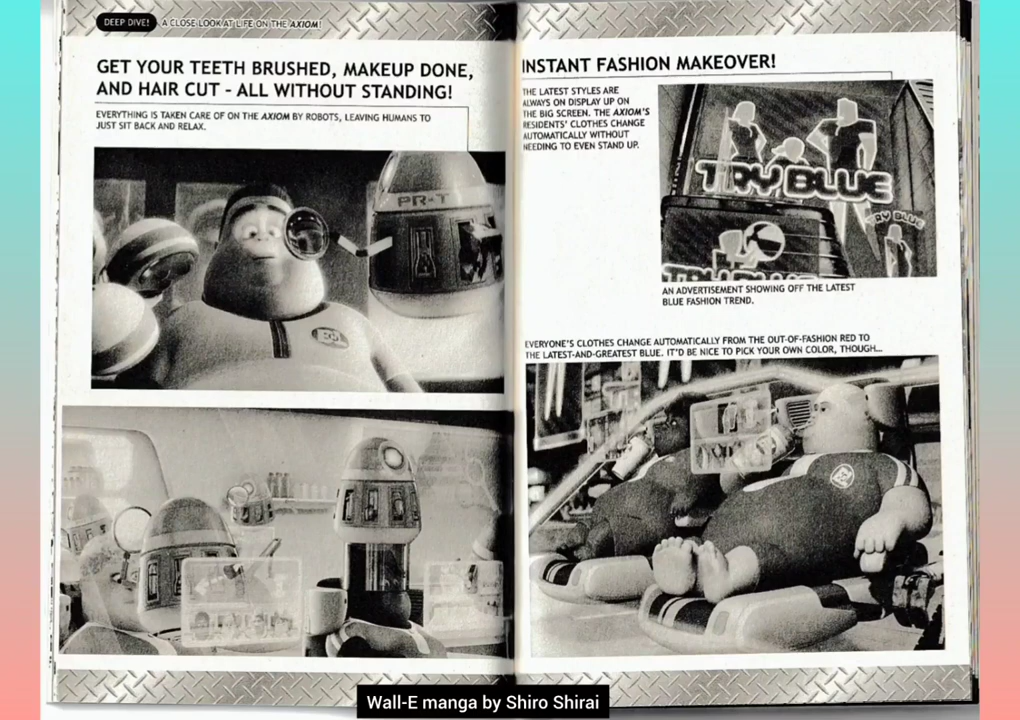 DEEP DIVE! A CLOSE LOOK AT LIFE ON THE AXIOM!
GET YOUR TEETH BRUSHED, MAKEUP DONE,
AND HAIR CUT - ALL WITHOUT STANDING!
EVERYTHING IS TAKEN CARE OF ON THE AXIOM BY ROBOTS, LEAVING HUMANS TO
JUST SIT BACK AND RELAX.
PR-T
INSTANT FASHION MAKEOVER!
THE LATEST STYLES ARE
ALWAYS ON DISPLAY UP ON
THE BIG SCREEN. THE AXIOM'S
RESIDENTS' CLOTHES CHANGE
AUTOMATICALLY WITHOUT
NEEDING TO EVEN STAND UP.
TRY BLUE
TRY BLUE
TRY BLUE
AN ADVERTISEMENT SHOWING OFF THE LATEST
BLUE FASHION TREND.
EVERYONE'S CLOTHES CHANGE AUTOMATICALLY FROM THE OUT-OF-FASHION RED TO
THE LATEST-AND-GREATEST BLUE. IT'D BE NICE TO PICK YOUR OWN COLOR, THOUGH...
Wall-E manga by Shiro Shirai